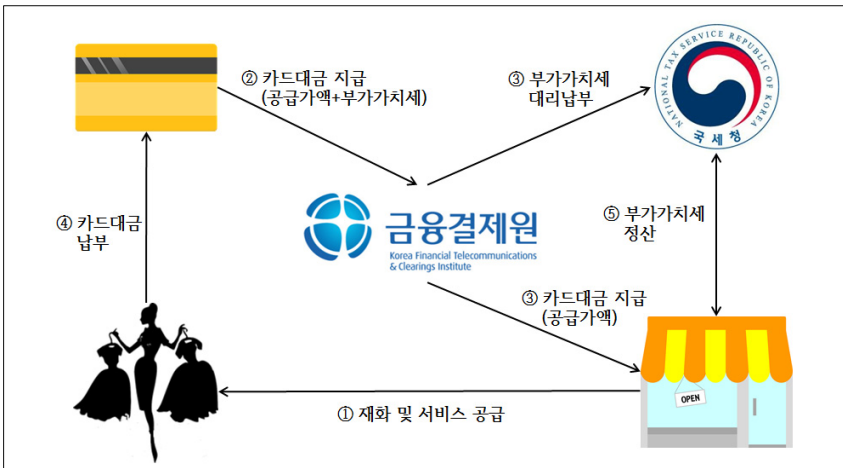 ② 카드대금 지급
(공급가액+부가가치세)
③ 부가가치세
대리납부
NATIONAL TAX SERVICE REPUBLIC OF KOREA
국세청
④ 카드대금
납부
금융결제원
Korea Financial Telecommunications
& Clearings Institute
⑤ 부가가치세
정산
③ 카드대금 지급
(공급가액)
OPEN
① 재화 및 서비스 공급